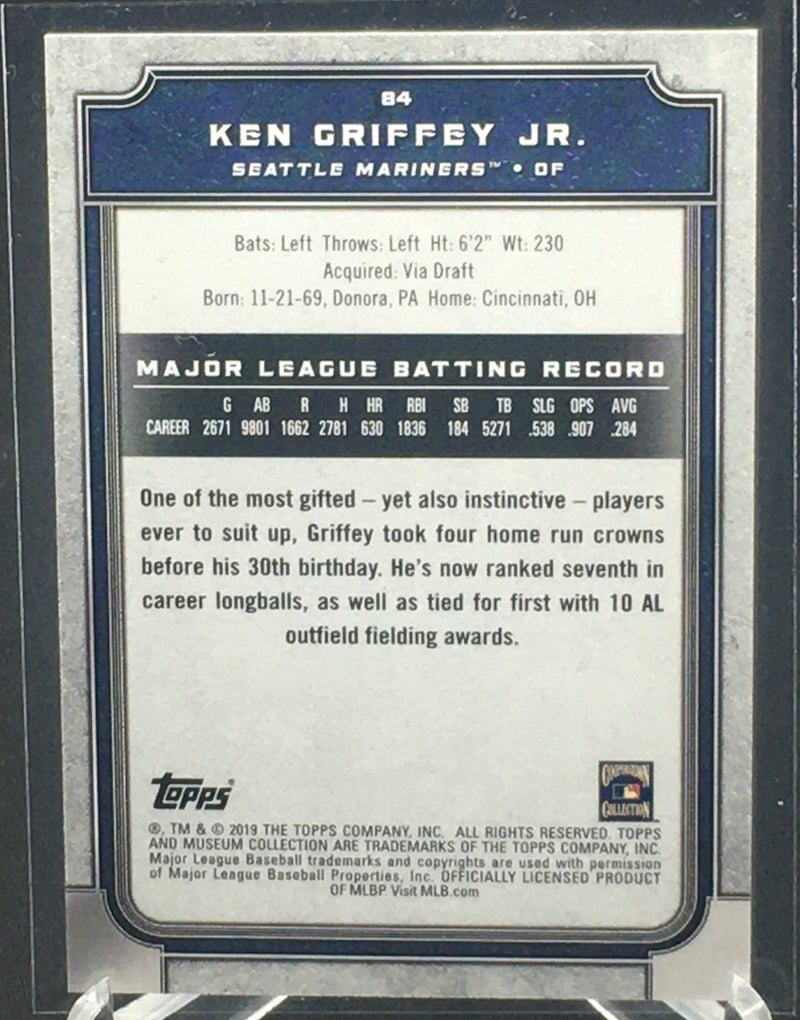 84
KEN GRIFFEY JR.
SEATTLE MARINERS™ • OF
Bats: Left Throws: Left Ht: 6'2" Wt: 230
Acquired: Via Draft
Born: 11-21-69, Donora, PA Home: Cincinnati, OH
MAJOR LEAGUE BATTING RECORD
G AB R H HR RBI SB TB SLG OPS AVG
CAREER 2671 9801 1662 2781 630 1836 184 5271 .538 .907 .284
One of the most gifted – yet also instinctive – players
ever to suit up, Griffey took four home run crowns
before his 30th birthday. He's now ranked seventh in
career longballs, as well as tied for first with 10 AL
outfield fielding awards.
Topps®
COOPERSTOWN
COLLECTION
®, TM & © 2019 THE TOPPS COMPANY, INC. ALL RIGHTS RESERVED. TOPPS
AND MUSEUM COLLECTION ARE TRADEMARKS OF THE TOPPS COMPANY, INC.
Major League Baseball trademarks and copyrights are used with permission
of Major League Baseball Properties, Inc. OFFICIALLY LICENSED PRODUCT
OF MLBP Visit MLB.com